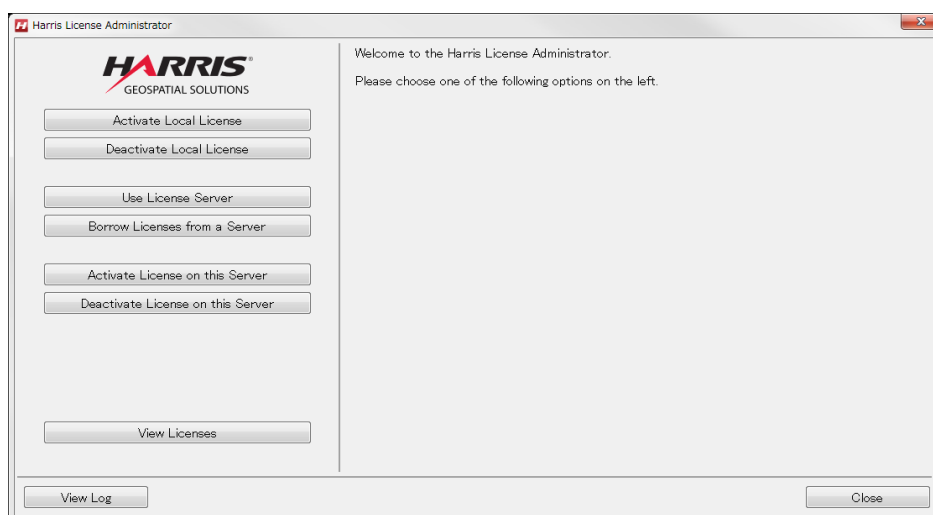 Harris License Administrator
HARRIS®
GEOSPATIAL SOLUTIONS
Activate Local License
Deactivate Local License
Use License Server
Borrow Licenses from a Server
Activate License on this Server
Deactivate License on this Server
View Licenses
Welcome to the Harris License Administrator.
Please choose one of the following options on the left.
View Log
Close